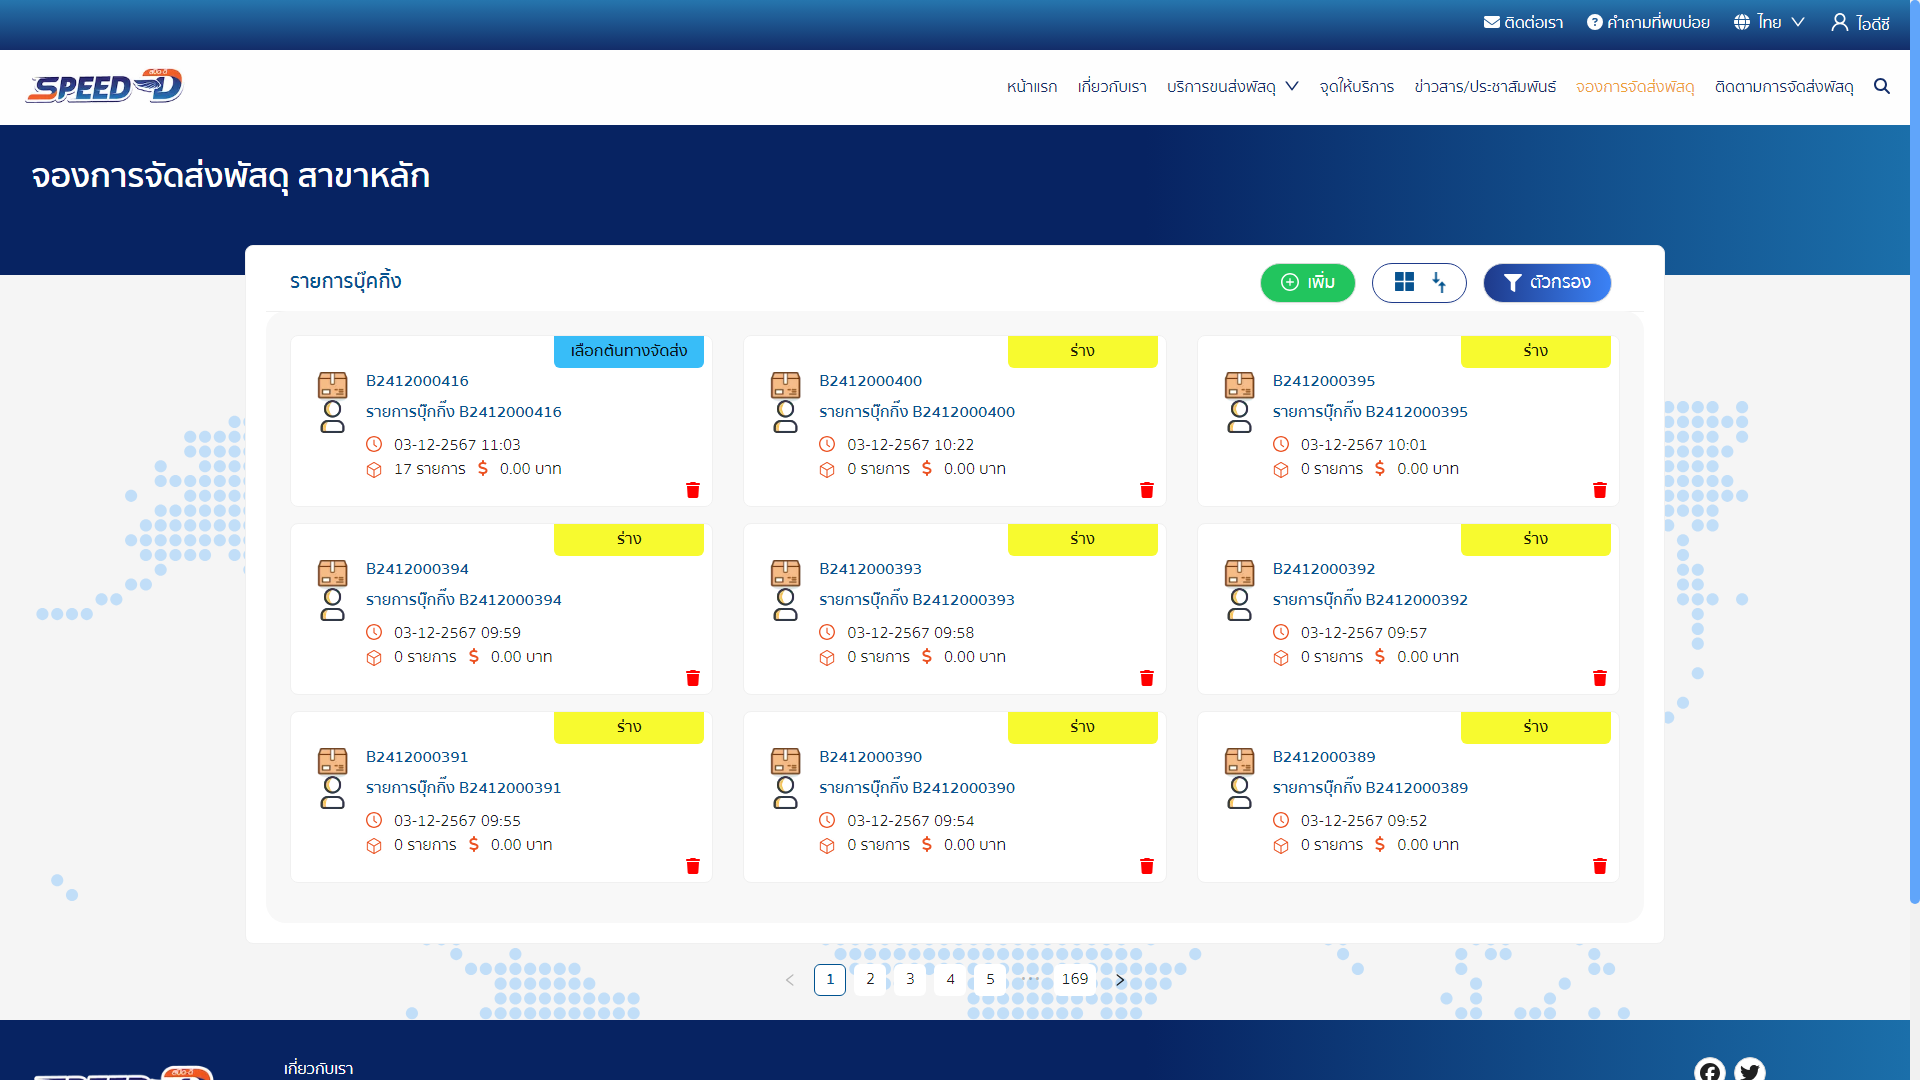 ติดต่อเรา คำถามที่พบบ่อย ไทย ไอดีซี
SPEED-D สปีด-ดี
หน้าแรก เกี่ยวกับเรา บริการขนส่งพัสดุ จุดให้บริการ ข่าวสาร/ประชาสัมพันธ์ จองการจัดส่งพัสดุ ติดตามการจัดส่งพัสดุ
จองการจัดส่งพัสดุ สาขาหลัก
รายการบุ๊คกิ้ง
เพิ่ม ตัวกรอง
เลือกต้นทางจัดส่ง
B2412000416
รายการบุ๊กกิ๊ง B2412000416
03-12-2567 11:03
17 รายการ $ 0.00 บาท
ร่าง
B2412000400
รายการบุ๊กกิ๊ง B2412000400
03-12-2567 10:22
0 รายการ $ 0.00 บาท
ร่าง
B2412000395
รายการบุ๊กกิ๊ง B2412000395
03-12-2567 10:01
0 รายการ $ 0.00 บาท
ร่าง
B2412000394
รายการบุ๊กกิ๊ง B2412000394
03-12-2567 09:59
0 รายการ $ 0.00 บาท
ร่าง
B2412000393
รายการบุ๊กกิ๊ง B2412000393
03-12-2567 09:58
0 รายการ $ 0.00 บาท
ร่าง
B2412000392
รายการบุ๊กกิ๊ง B2412000392
03-12-2567 09:57
0 รายการ $ 0.00 บาท
ร่าง
B2412000391
รายการบุ๊กกิ๊ง B2412000391
03-12-2567 09:55
0 รายการ $ 0.00 บาท
ร่าง
B2412000390
รายการบุ๊กกิ๊ง B2412000390
03-12-2567 09:54
0 รายการ $ 0.00 บาท
ร่าง
B2412000389
รายการบุ๊กกิ๊ง B2412000389
03-12-2567 09:52
0 รายการ $ 0.00 บาท
1 2 3 4 5 ••• 169
เกี่ยวกับเรา